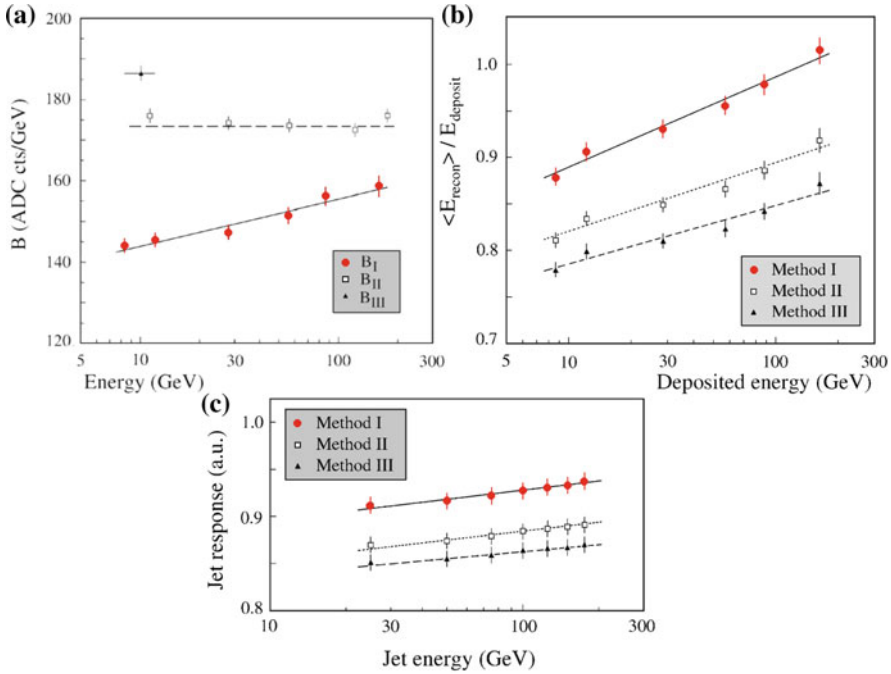 (a)
200
180
160
140
120
B (ADC cts/GeV)
B_I
B_II
B_III
5 10 30 100 300
Energy (GeV)
(b)
1.0
0.9
0.8
0.7
<E_recon> / E_deposit
Method I
Method II
Method III
5 10 30 100 300
Deposited energy (GeV)
(c)
1.0
0.9
0.8
Jet response (a.u.)
Method I
Method II
Method III
10 30 100 300
Jet energy (GeV)